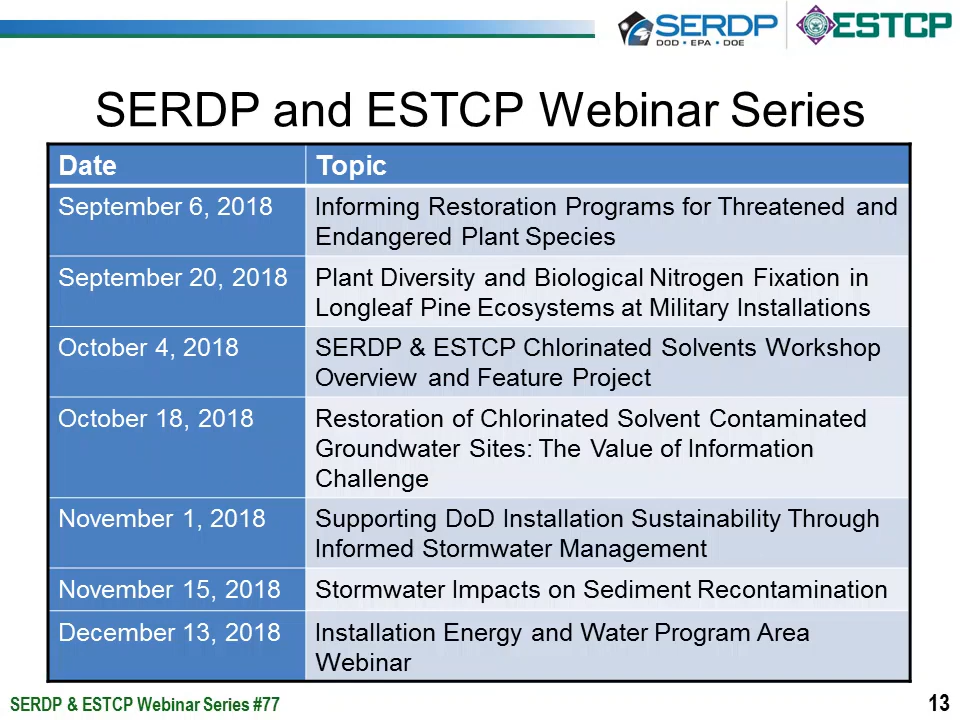 SERDP
DOD • EPA • DOE
ESTCP
SERDP and ESTCP Webinar Series
Date Topic
September 6, 2018 Informing Restoration Programs for Threatened and
Endangered Plant Species
September 20, 2018 Plant Diversity and Biological Nitrogen Fixation in
Longleaf Pine Ecosystems at Military Installations
October 4, 2018 SERDP & ESTCP Chlorinated Solvents Workshop
Overview and Feature Project
October 18, 2018 Restoration of Chlorinated Solvent Contaminated
Groundwater Sites: The Value of Information
Challenge
November 1, 2018 Supporting DoD Installation Sustainability Through
Informed Stormwater Management
November 15, 2018 Stormwater Impacts on Sediment Recontamination
December 13, 2018 Installation Energy and Water Program Area
Webinar
SERDP & ESTCP Webinar Series #77
13